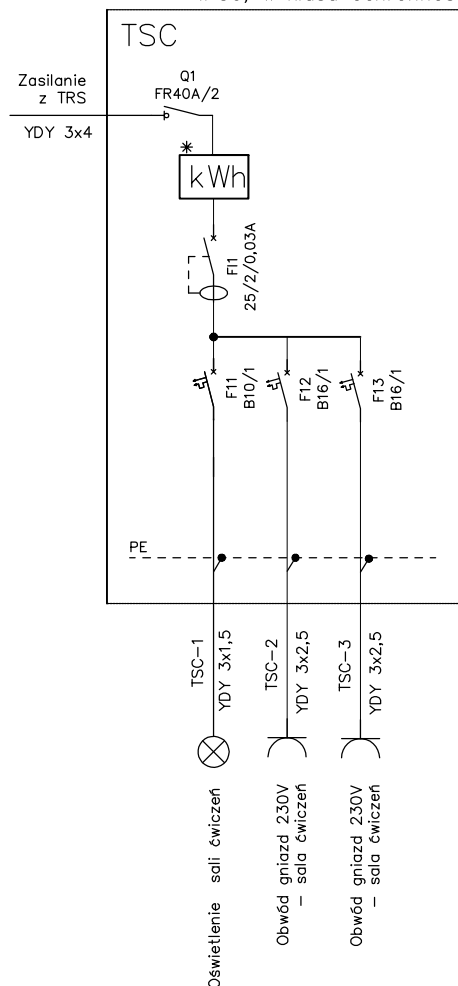 TSC
Zasilanie
z TRS
YDY 3x4
Q1
FR40A/2
*
kWh
FI1
25/2/0,03A
F11
B10/1
F12
B16/1
F13
B16/1
PE
TSC-1
YDY 3x1,5
TSC-2
YDY 3x2,5
TSC-3
YDY 3x2,5
Oświetlenie sali ćwiczeń
Obwód gniazd 230V
– sala ćwiczeń
Obwód gniazd 230V
– sala ćwiczeń